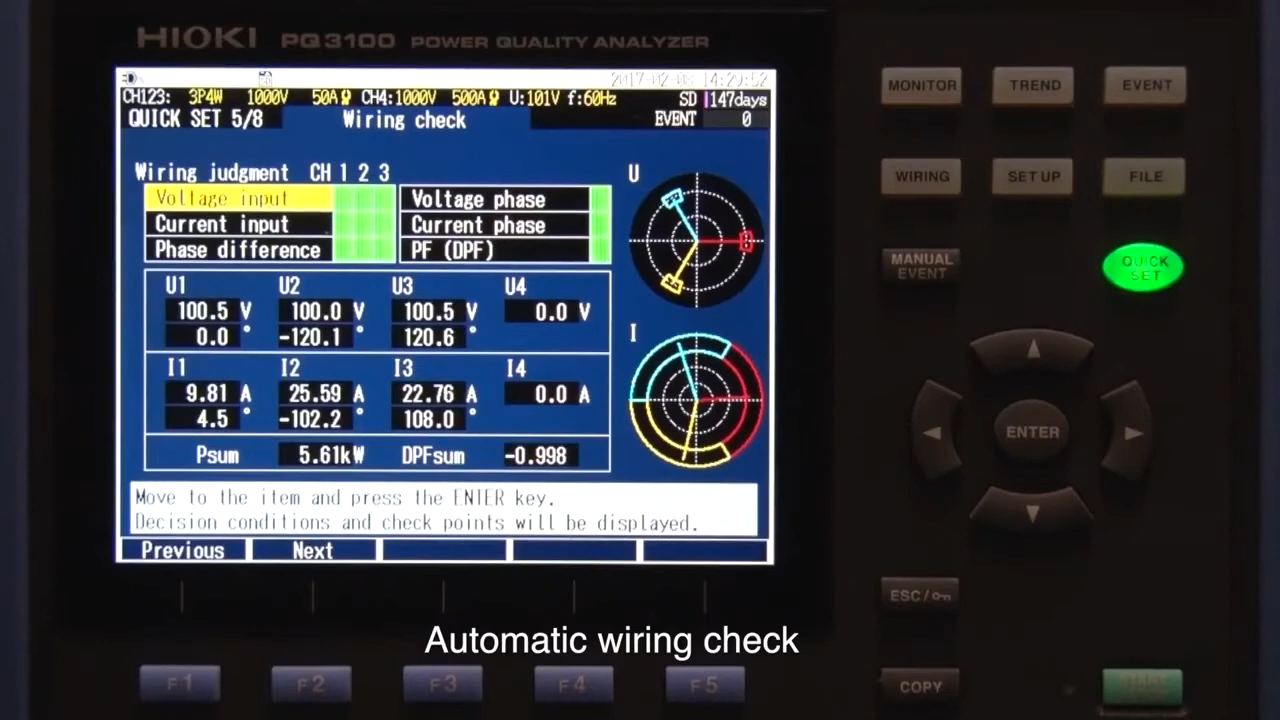 HIOKI PQ3100 POWER QUALITY ANALYZER
14:29:52
CH123: 3P4W 1000V 50A CH4:1000V 500A U:101V f:60Hz SD 147days
QUICK SET 5/8 Wiring check EVENT 0
Wiring judgment CH 1 2 3 U
Voltage input Voltage phase
Current input Current phase
Phase difference PF (DPF)
U1 U2 U3 U4
100.5 V 100.0 V 100.5 V 0.0 V
0.0 ° -120.1 ° 120.6 °
I
I1 I2 I3 I4
9.81 A 25.59 A 22.76 A 0.0 A
4.5 ° -102.2 ° 108.0 °
Psum 5.61kW DPFsum -0.998
Move to the item and press the ENTER key.
Decision conditions and check points will be displayed.
Previous Next
MONITOR TREND EVENT
WIRING SET UP FILE
MANUAL EVENT
QUICK SET
ENTER
ESC/
Automatic wiring check
F1 F2 F3 F4 F5
COPY